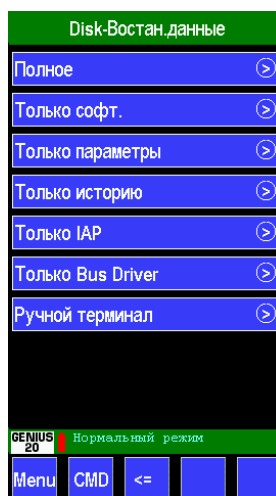 Disk-Востан.данные
Полное
Только софт.
Только параметры
Только историю
Только IAP
Только Bus Driver
Ручной терминал
GENIUS
20
Нормальный режим
Menu CMD <=